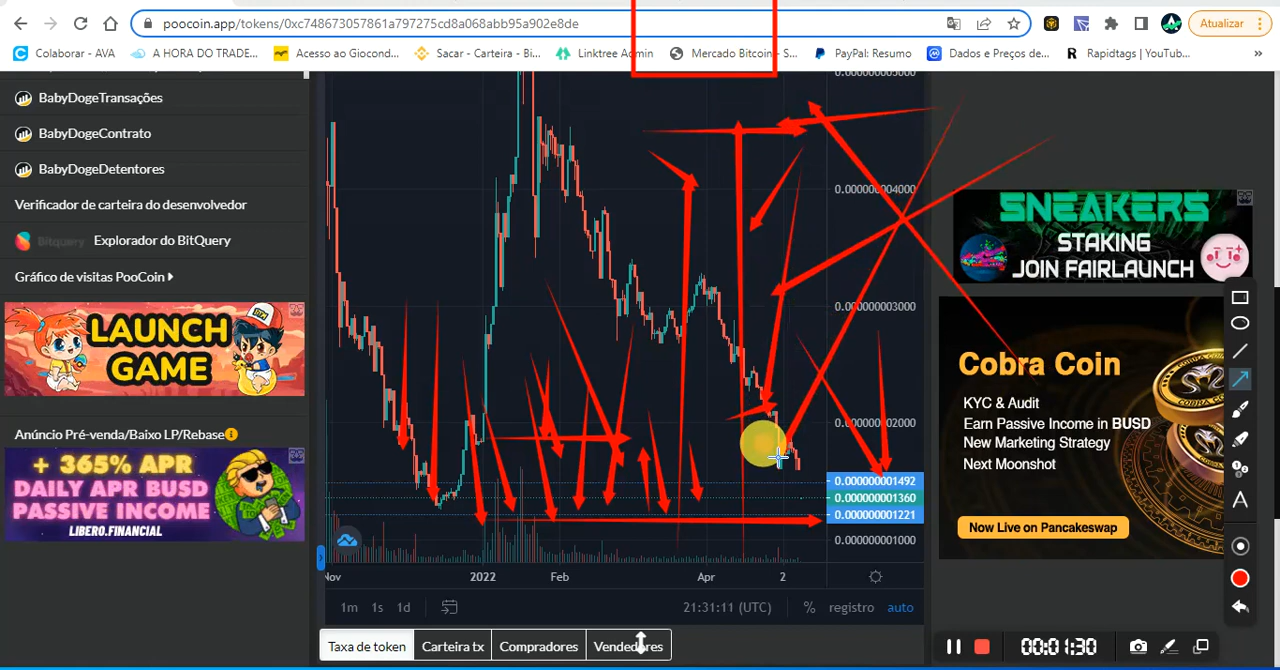 poocoin.app/tokens/0xc748673057861a797275cd8a068abb95a902e8de
Atualizar
Colaborar - AVA
A HORA DO TRADE...
Acesso ao Giocond...
Sacar - Carteira - Bi...
Linktree Admin
Mercado Bitcoin - S...
PayPal: Resumo
Dados e Preços de...
R Rapidtags | YouTub...
»
BabyDogeTransações
BabyDogeContrato
BabyDogeDetentores
Verificador de carteira do desenvolvedor
Bitquery Explorador do BitQuery
Gráfico de visitas PooCoin
LAUNCH
GAME
Anúncio Pré-venda/Baixo LP/Rebase
+ 365% APR
DAILY APR BUSD
PASSIVE INCOME
LIBERO.FINANCIAL
0.000000005000
0.000000004000
0.000000003000
0.000000002000
0.000000001492
0.000000001360
0.000000001221
0.000000001000
Nov 2022 Feb Apr 2
1m 1s 1d
21:31:11 (UTC) % registro auto
Taxa de token Carteira tx Compradores Vendedores
SNEAKERS
STAKING
JOIN FAIRLAUNCH
Cobra Coin
KYC & Audit
Earn Passive Income in BUSD
New Marketing Strategy
Next Moonshot
Now Live on Pancakeswap
A
00:01:30